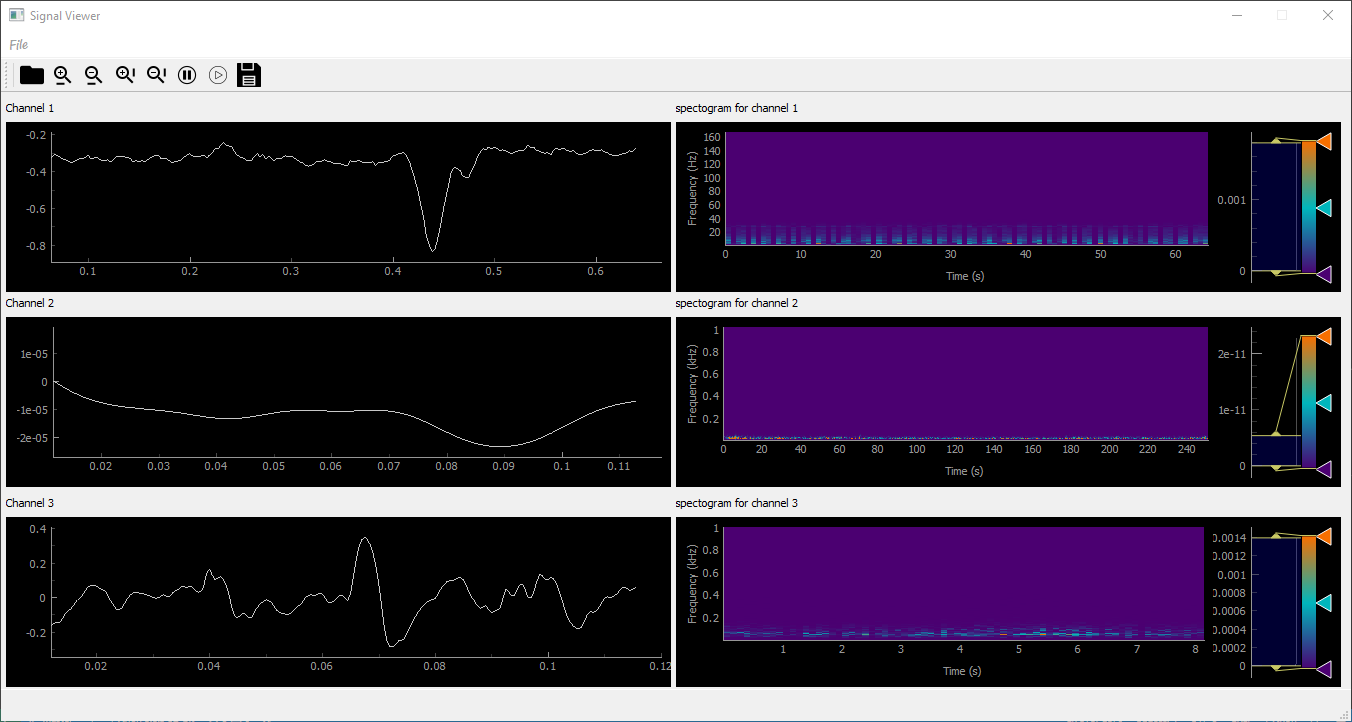 Signal Viewer
File
Channel 1
spectogram for channel 1
-0.2
-0.4
-0.6
-0.8
0.1 0.2 0.3 0.4 0.5 0.6
Frequency (Hz)
160
140
120
100
80
60
40
20
0 10 20 30 40 50 60
Time (s)
0.001
0
Channel 2
spectogram for channel 2
1e-05
0
-1e-05
-2e-05
0.02 0.03 0.04 0.05 0.06 0.07 0.08 0.09 0.1 0.11
Frequency (kHz)
1
0.8
0.6
0.4
0.2
0 20 40 60 80 100 120 140 160 180 200 220 240
Time (s)
2e-11
1e-11
0
Channel 3
spectogram for channel 3
0.4
0.2
0
-0.2
0.02 0.04 0.06 0.08 0.1 0.12
Frequency (kHz)
1
0.8
0.6
0.4
0.2
1 2 3 4 5 6 7 8
Time (s)
0.0014
0.0012
0.001
0.0008
0.0006
0.0004
0.0002
0